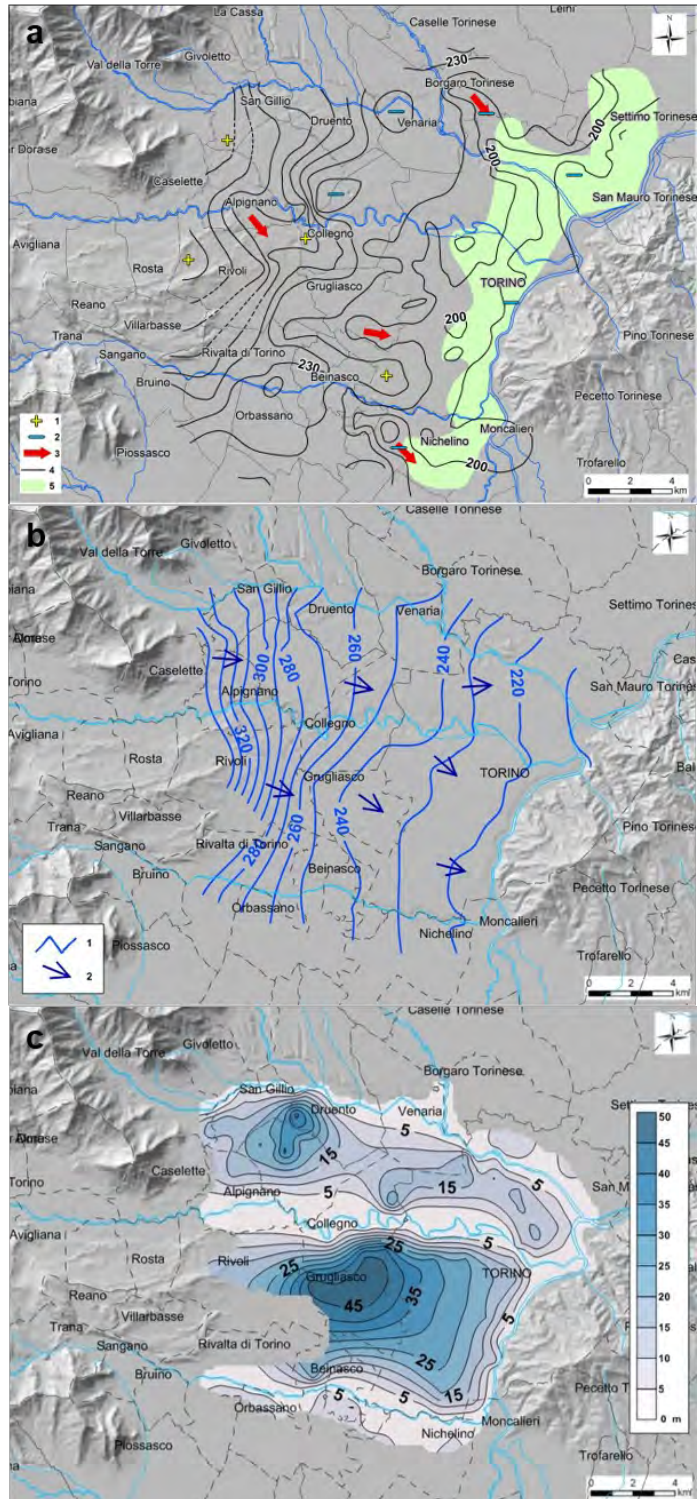 a
La Cassa
Leini
Caselle Torinese
N
Givoletto
Val della Torre
230
Borgaro Torinese
San Gillio
Druento
Venaria
Settimo Torinese
200
200
Caselette
San Mauro Torinese
Alpignano
Collegno
Avigliana
Rosta
Rivoli
TORINO
Grugliasco
Reano
Villarbasse
200
Trana
Pino Torinese
Sangano
Rivalta di Torino
230
Bruino
Beinasco
Pecetto Torinese
Orbassano
Moncalieri
1
2
Nichelino
3
Piossasco
200
4
Trofarello
5
0 2 4
km
b
Caselle Torinese
N
Givoletto
Val della Torre
Borgaro Torinese
San Gillio
Druento
Venaria
Settimo Torinese
260
240
Caselette
300
280
220
Alpignano
San Mauro Torinese
Collegno
320
Avigliana
Rosta
Rivoli
Grugliasco
TORINO
Reano
260
240
Villarbasse
Trana
280
Pino Torinese
Sangano
Rivalta di Torino
Bruino
Beinasco
Pecetto Torinese
Orbassano
Moncalieri
1
Nichelino
2
Piossasco
Trofarello
0 2 4
km
c
Caselle Torinese
N
Givoletto
Val della Torre
Borgaro Torinese
San Gillio
Druento
Venaria
50
5
45
15
40
Caselette
Alpignano
5
15
5
35
Collegno
30
Avigliana
5
Rosta
Rivoli
25
25
25
Grugliasco
TORINO
Reano
45
35
20
Villarbasse
5
Trana
15
Sangano
Rivalta di Torino
25
10
Bruino
Beinasco
15
5
5
5
Orbassano
Moncalieri
0 m
Nichelino
Piossasco
Trofarello
0 2 4
km